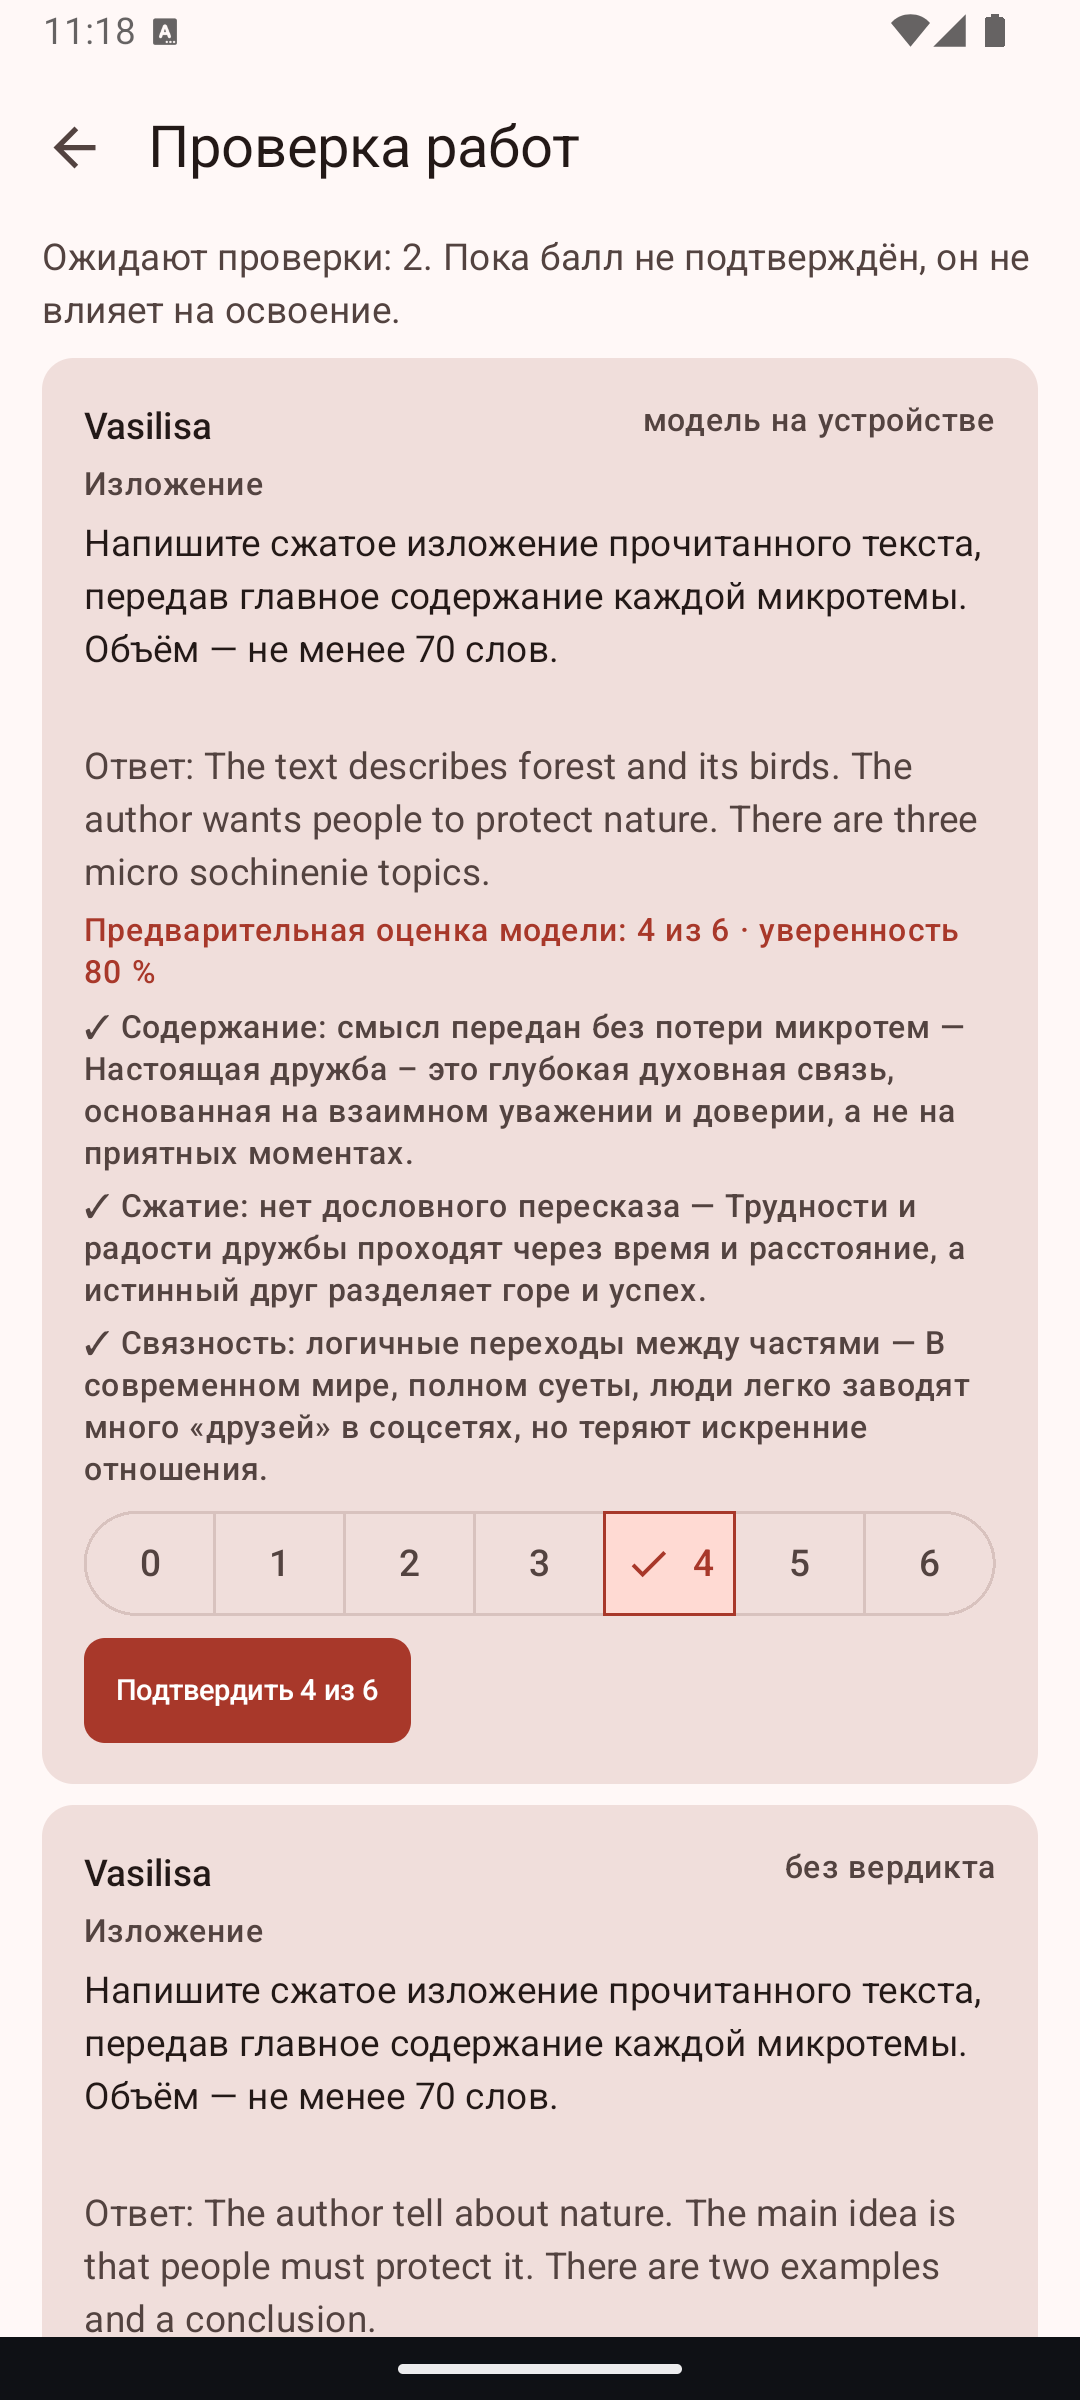 11:18
Проверка работ
Ожидают проверки: 2. Пока балл не подтверждён, он не
влияет на освоение.
Vasilisa
модель на устройстве
Изложение
Напишите сжатое изложение прочитанного текста,
передав главное содержание каждой микротемы.
Объём — не менее 70 слов.
Ответ: The text describes forest and its birds. The
author wants people to protect nature. There are three
micro sochinenie topics.
Предварительная оценка модели: 4 из 6 · уверенность
80 %
✓ Содержание: смысл передан без потери микротем —
Настоящая дружба – это глубокая духовная связь,
основанная на взаимном уважении и доверии, а не на
приятных моментах.
✓ Сжатие: нет дословного пересказа — Трудности и
радости дружбы проходят через время и расстояние, а
истинный друг разделяет горе и успех.
✓ Связность: логичные переходы между частями — В
современном мире, полном суеты, люди легко заводят
много «друзей» в соцсетях, но теряют искренние
отношения.
0 1 2 3 ✓ 4 5 6
Подтвердить 4 из 6
Vasilisa
без вердикта
Изложение
Напишите сжатое изложение прочитанного текста,
передав главное содержание каждой микротемы.
Объём — не менее 70 слов.
Ответ: The author tell about nature. The main idea is
that people must protect it. There are two examples
and a conclusion.